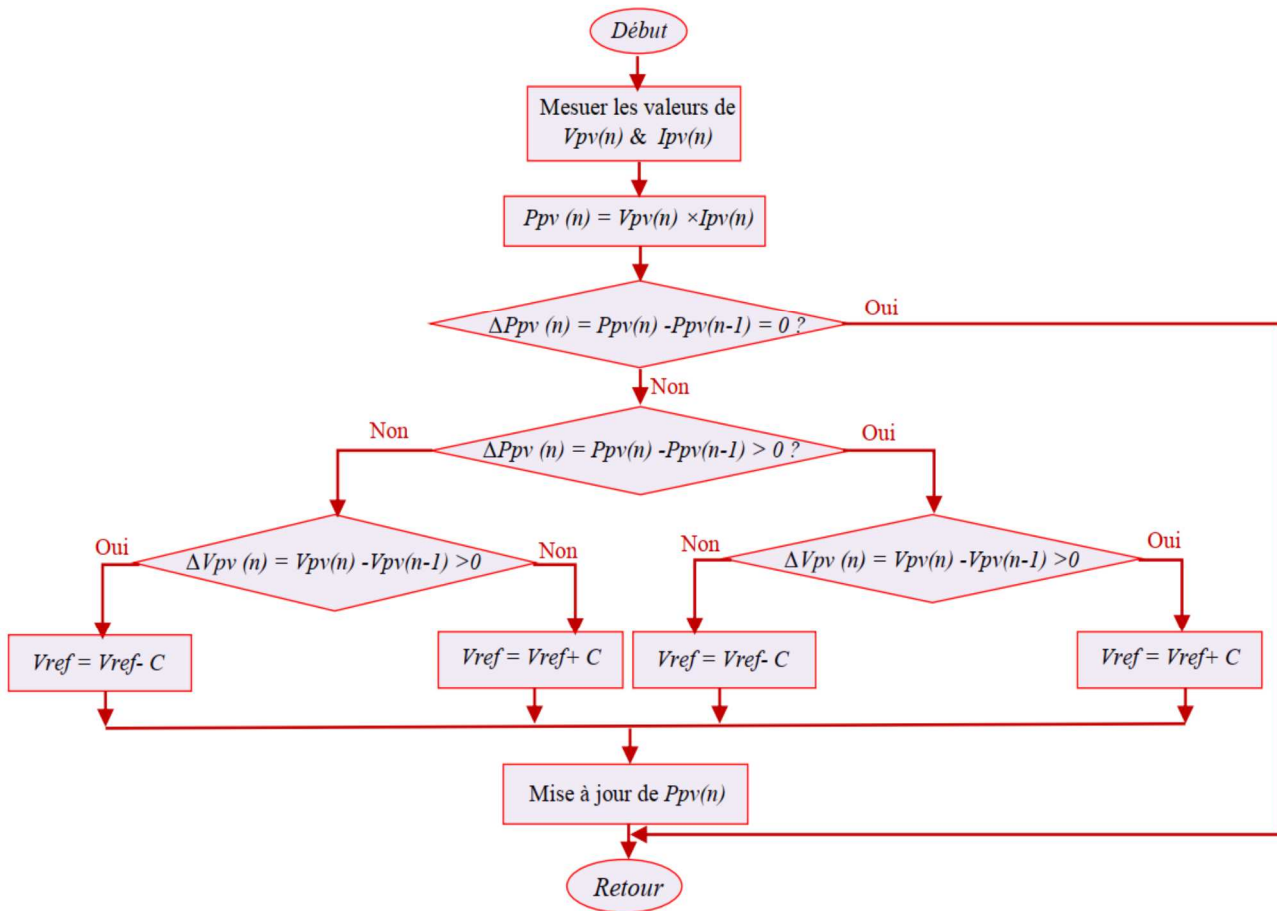 Début
Mesuer les valeurs de
Vpv(n) & Ipv(n)
Ppv (n) = Vpv(n) ×Ipv(n)
ΔPpv (n) = Ppv(n) -Ppv(n-1) = 0 ?
Oui
Non
ΔPpv (n) = Ppv(n) -Ppv(n-1) > 0 ?
Non
Oui
ΔVpv (n) = Vpv(n) -Vpv(n-1) >0
Oui
Non
ΔVpv (n) = Vpv(n) -Vpv(n-1) >0
Non
Oui
Vref = Vref- C
Vref = Vref+ C
Vref = Vref- C
Vref = Vref+ C
Mise à jour de Ppv(n)
Retour